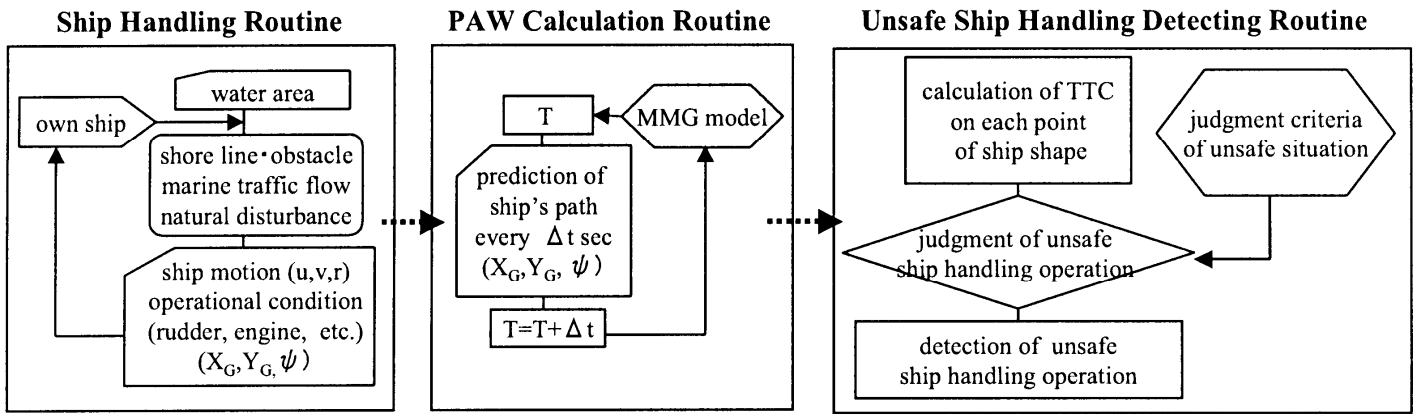 Ship Handling Routine
water area
own ship
shore line・obstacle
marine traffic flow
natural disturbance
ship motion (u,v,r)
operational condition
(rudder, engine, etc.)
(X_G,Y_G, ψ)
PAW Calculation Routine
T
MMG model
prediction of
ship's path
every Δt sec
(X_G,Y_G, ψ)
T=T+Δt
Unsafe Ship Handling Detecting Routine
calculation of TTC
on each point
of ship shape
judgment criteria
of unsafe situation
judgment of unsafe
ship handling operation
detection of unsafe
ship handling operation